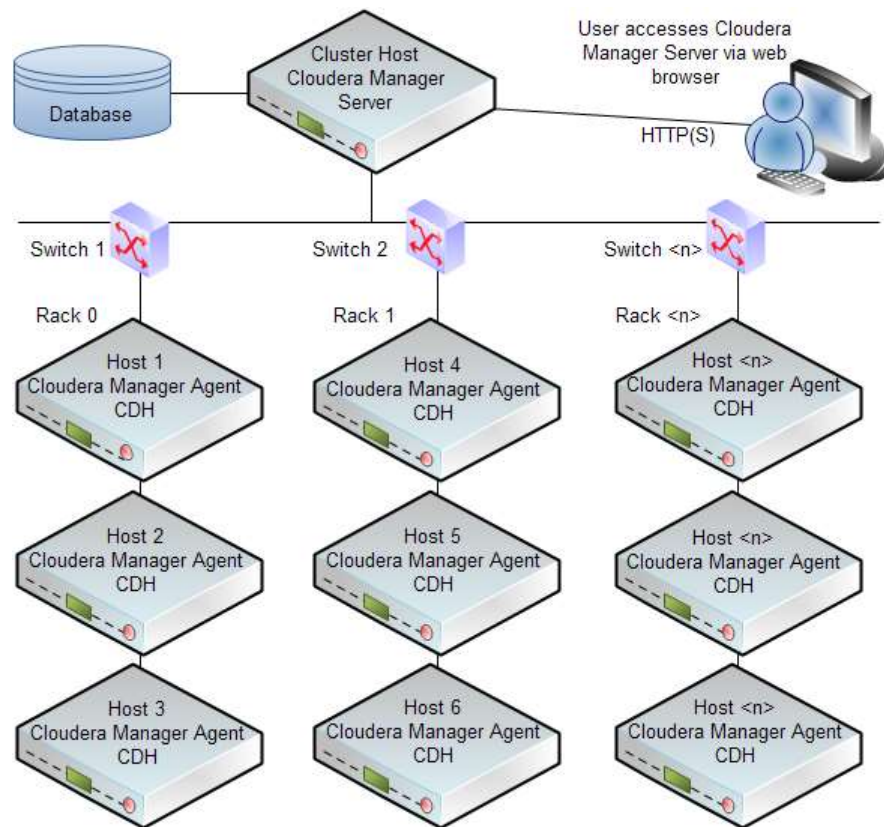 Cluster Host
Cloudera Manager
Server
User accesses Cloudera
Manager Server via web
browser
Database
HTTP(S)
Switch 1
Switch 2
Switch <n>
Rack 0
Rack 1
Rack <n>
Host 1
Cloudera Manager Agent
CDH
Host 4
Cloudera Manager Agent
CDH
Host <n>
Cloudera Manager Agent
CDH
Host 2
Cloudera Manager Agent
CDH
Host 5
Cloudera Manager Agent
CDH
Host <n>
Cloudera Manager Agent
CDH
Host 3
Cloudera Manager Agent
CDH
Host 6
Cloudera Manager Agent
CDH
Host <n>
Cloudera Manager Agent
CDH